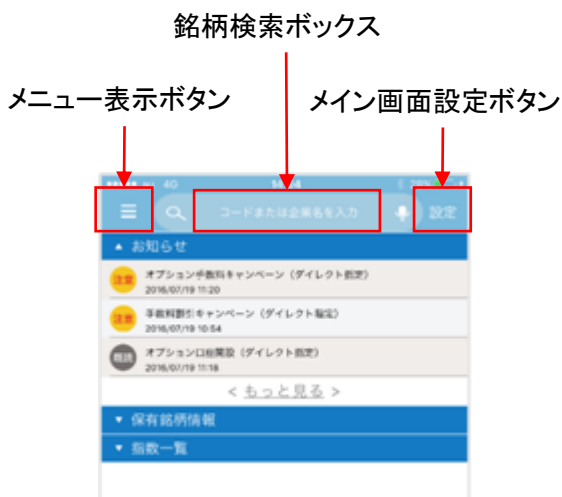 銘柄検索ボックス
メニュー表示ボタン
メイン画面設定ボタン
4G
コードまたは企業名を入力
設定
▲ お知らせ
注意
オプション手数料キャンペーン（ダイレクト指定）
2016/07/19 11:20
注意
手数料割引キャンペーン（ダイレクト指定）
2016/07/19 10:54
既読
オプション口座開設（ダイレクト指定）
2016/07/19 11:18
< もっと見る >
▼ 保有銘柄情報
▼ 指数一覧